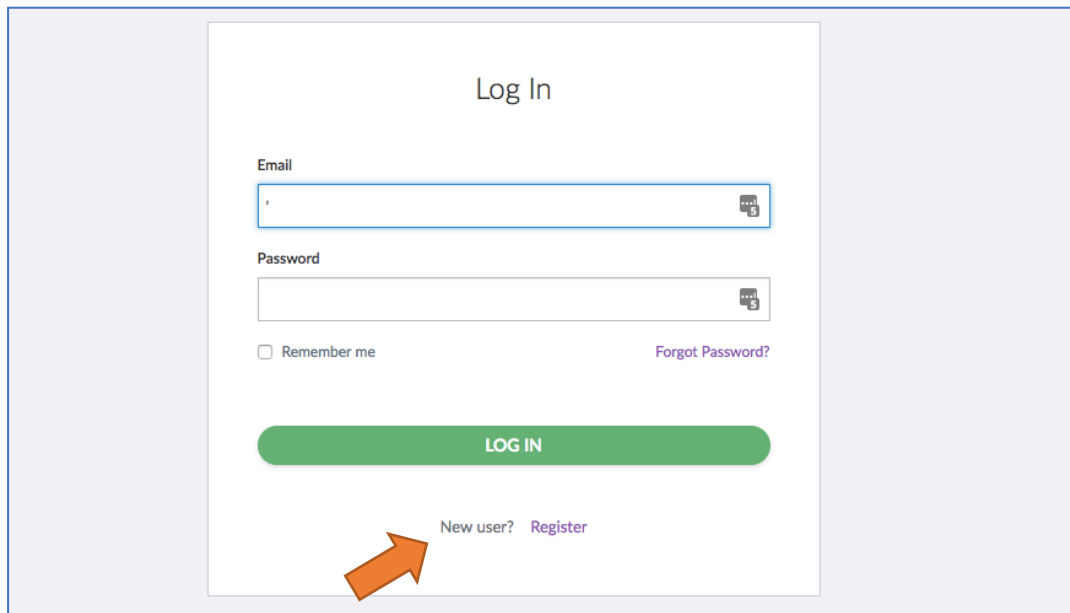 Log In
Email
,
Password
Remember me Forgot Password?
LOG IN
New user? Register